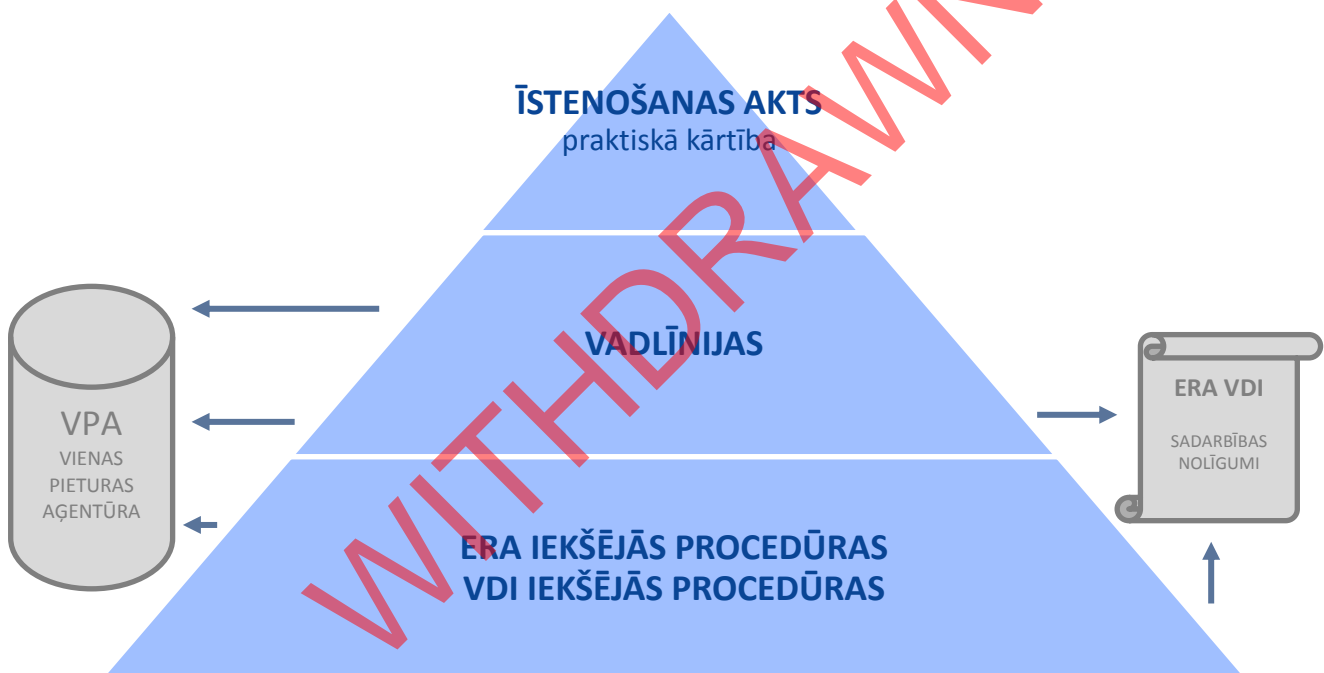 ĪSTENOŠANAS AKTS
praktiskā kārtība
VADLĪNIJAS
ERA IEKŠĒJĀS PROCEDŪRAS
VDI IEKŠĒJĀS PROCEDŪRAS
VPA
VIENAS
PIETURAS
AĢENTŪRA
ERA VDI
SADARBĪBAS
NOLĪGUMI
WITHDRAWN